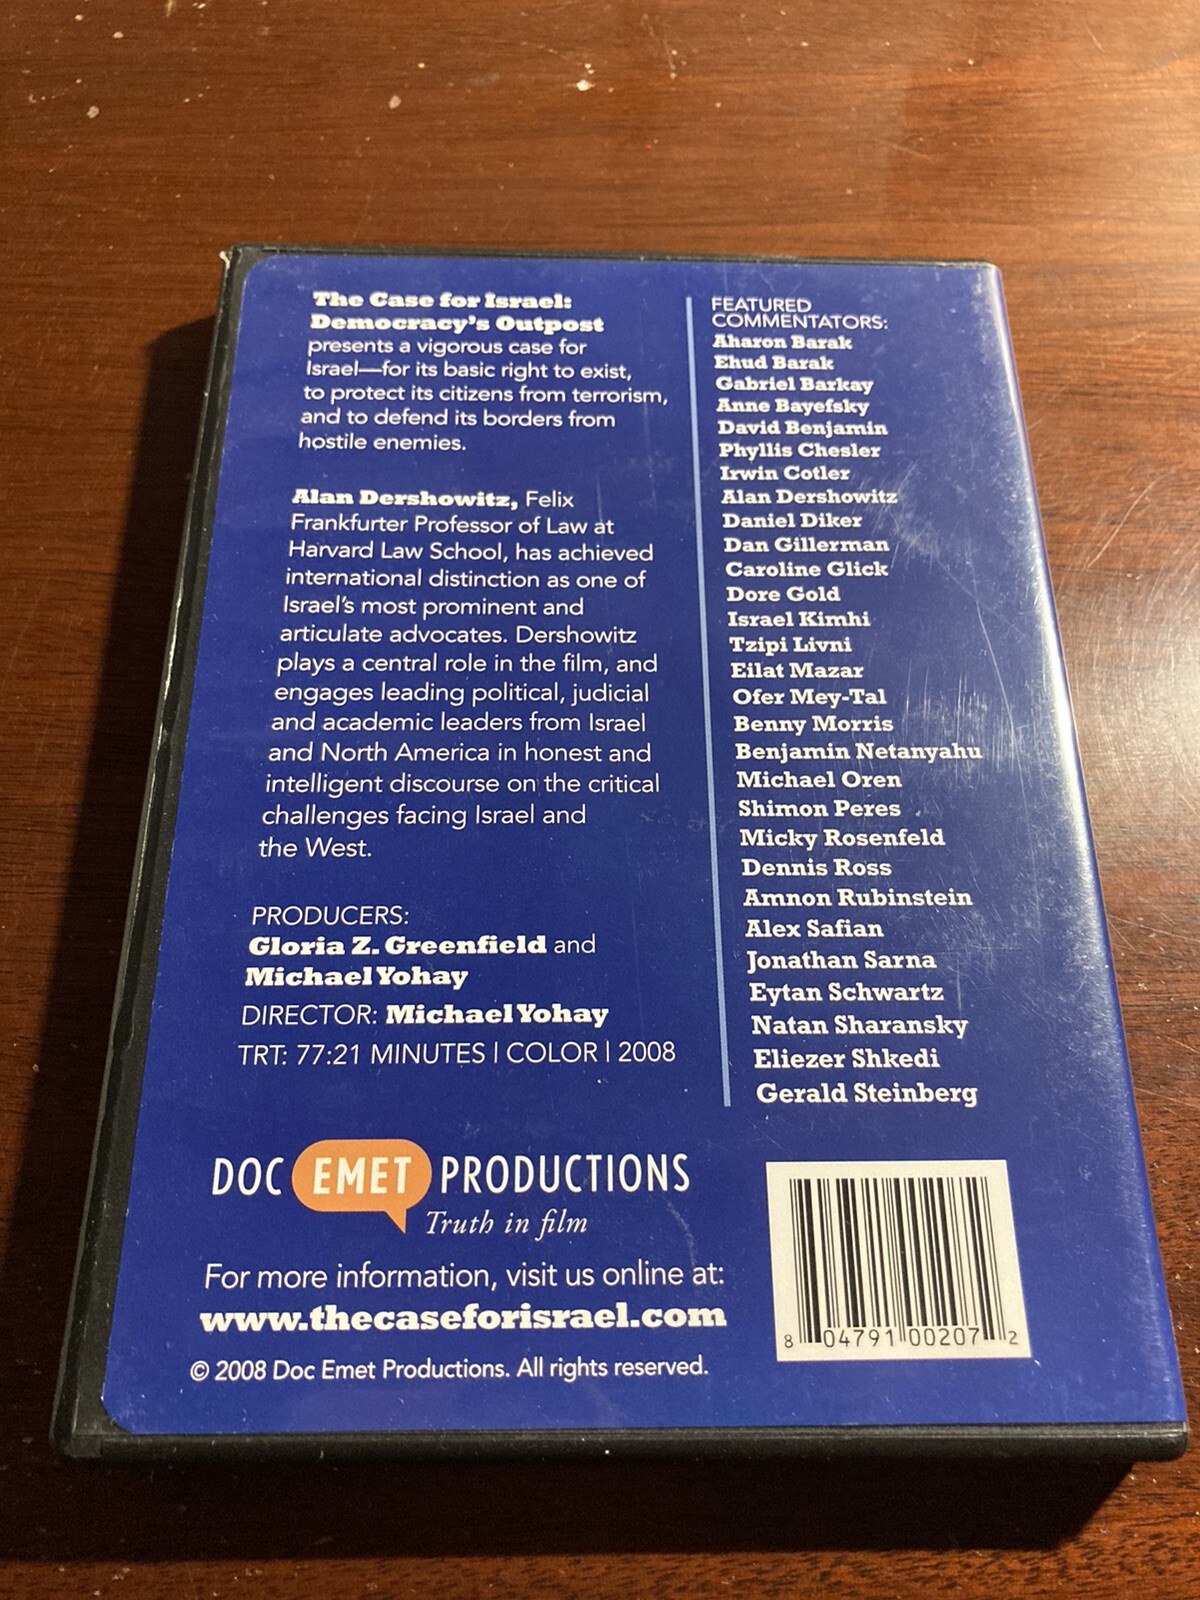 The Case for Israel:
Democracy's Outpost
presents a vigorous case for
Israel—for its basic right to exist,
to protect its citizens from terrorism,
and to defend its borders from
hostile enemies.
Alan Dershowitz, Felix
Frankfurter Professor of Law at
Harvard Law School, has achieved
international distinction as one of
Israel's most prominent and
articulate advocates. Dershowitz
plays a central role in the film, and
engages leading political, judicial
and academic leaders from Israel
and North America in honest and
intelligent discourse on the critical
challenges facing Israel and
the West.
PRODUCERS:
Gloria Z. Greenfield and
Michael Yohay
DIRECTOR: Michael Yohay
TRT: 77:21 MINUTES | COLOR | 2008
FEATURED
COMMENTATORS:
Aharon Barak
Ehud Barak
Gabriel Barkay
Anne Bayefsky
David Benjamin
Phyllis Chesler
Irwin Cotler
Alan Dershowitz
Daniel Diker
Dan Gillerman
Caroline Glick
Dore Gold
Israel Kimhi
Tzipi Livni
Eilat Mazar
Ofer Mey-Tal
Benny Morris
Benjamin Netanyahu
Michael Oren
Shimon Peres
Micky Rosenfeld
Dennis Ross
Amnon Rubinstein
Alex Safian
Jonathan Sarna
Eytan Schwartz
Natan Sharansky
Eliezer Shkedi
Gerald Steinberg
DOC EMET PRODUCTIONS
Truth in film
For more information, visit us online at:
www.thecaseforisrael.com
© 2008 Doc Emet Productions. All rights reserved.
8 04791 00207 2